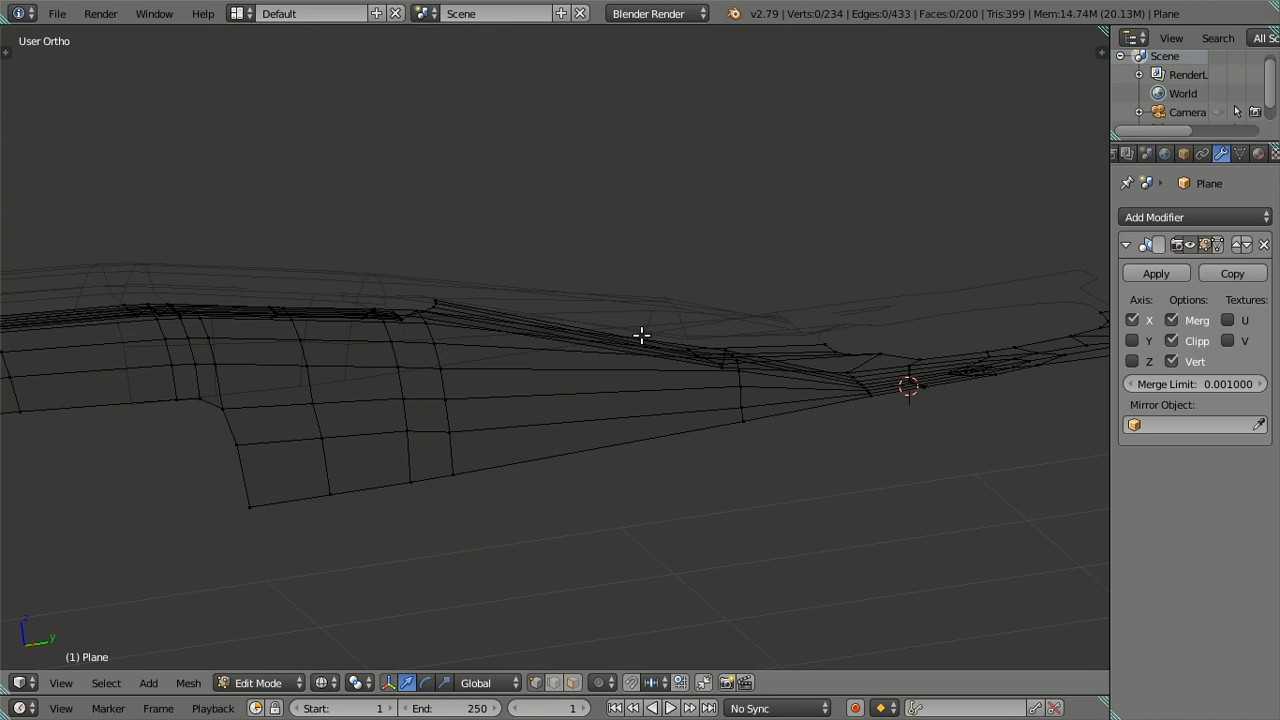 File Render Window Help Default Scene Blender Render v2.79 | Verts:0/234 | Edges:0/433 | Faces:0/200 | Tris:399 | Mem:14.74M (20.13M) | Plane
User Ortho
View Search All Sc
Scene
RenderL
World
Camera
Plane
Add Modifier
Apply Copy
Axis: Options: Textures:
X Merg U
Y Clipp V
Z Vert
Merge Limit: 0.001000
Mirror Object:
z
y
(1) Plane
View Select Add Mesh Edit Mode Global
View Marker Frame Playback Start: 1 End: 250 1 No Sync